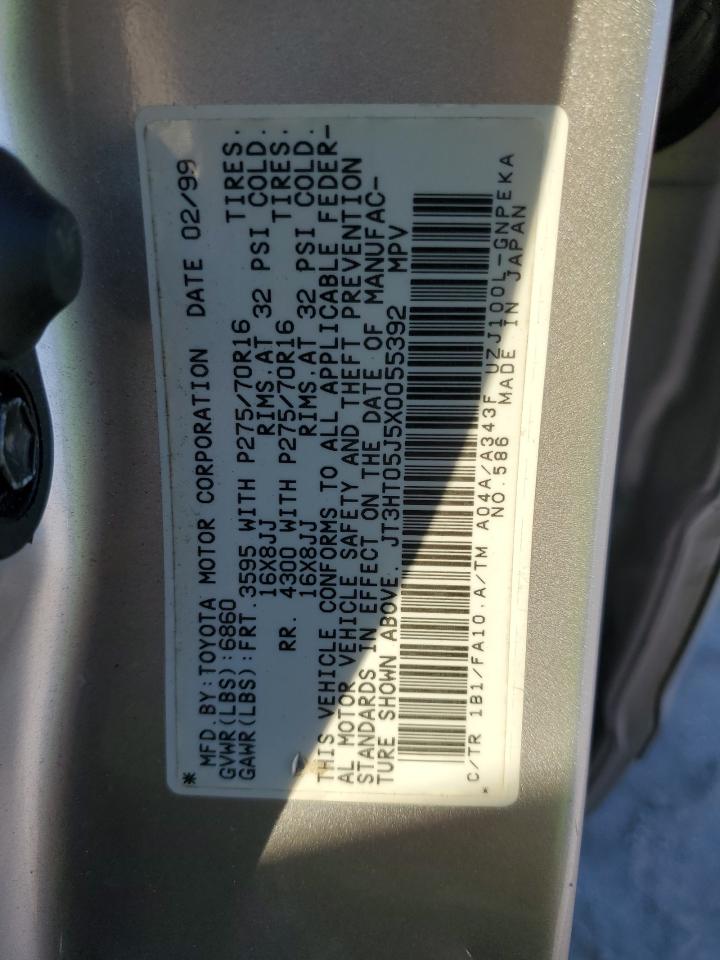 * MFD.BY:TOYOTA MOTOR CORPORATION DATE 02/99
GVWR(LBS):6860
GAWR(LBS):FRT.3595 WITH P275/70R16 TIRES.
16X8JJ RIMS.AT 32 PSI COLD.
RR. 4300 WITH P275/70R16 TIRES.
16X8JJ RIMS.AT 32 PSI COLD.
THIS VEHICLE CONFORMS TO ALL APPLICABLE FEDER-
AL MOTOR VEHICLE SAFETY AND THEFT PREVENTION
STANDARDS IN EFFECT ON THE DATE OF MANUFAC-
TURE SHOWN ABOVE. JT3HT05J5X0055392 MPV
* C/TR 1B1/FA10.A/TM A04A/A343F UZJ100L-GNPEKA
NO.586 MADE IN JAPAN